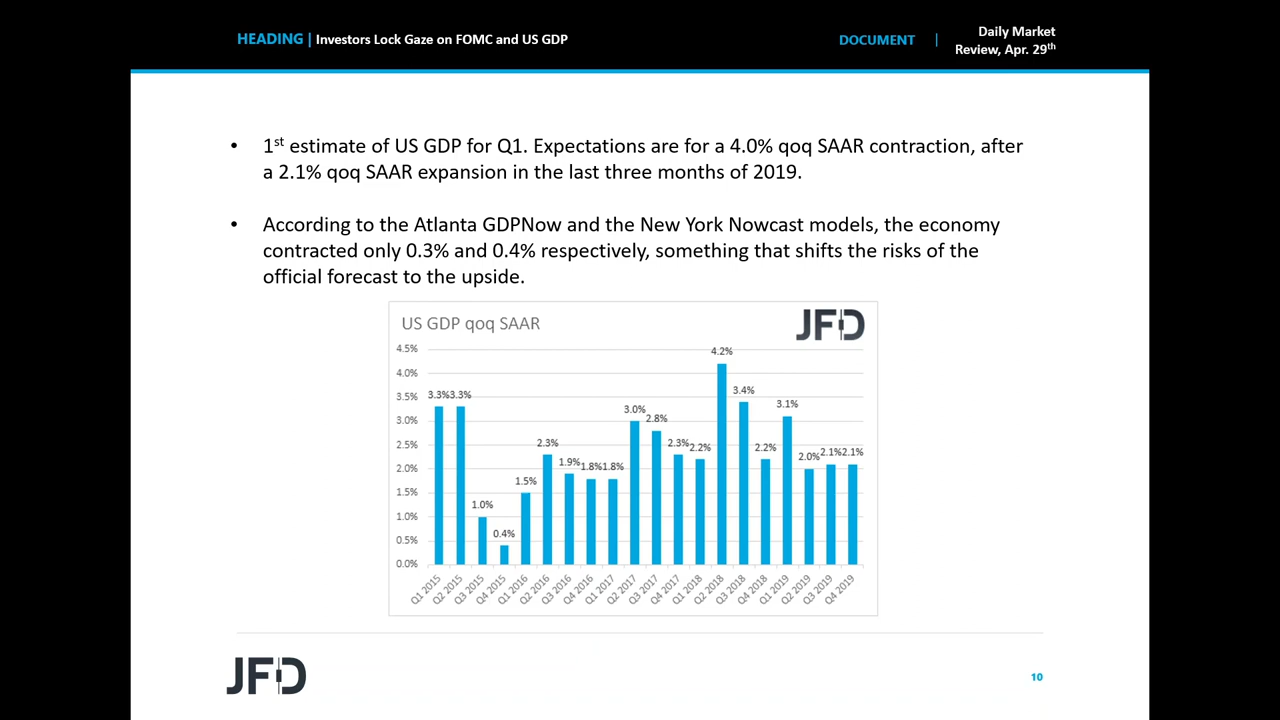 HEADING | Investors Lock Gaze on FOMC and US GDP
DOCUMENT |
Daily Market
Review, Apr. 29th
• 1st estimate of US GDP for Q1. Expectations are for a 4.0% qoq SAAR contraction, after
a 2.1% qoq SAAR expansion in the last three months of 2019.
• According to the Atlanta GDPNow and the New York Nowcast models, the economy
contracted only 0.3% and 0.4% respectively, something that shifts the risks of the
official forecast to the upside.
US GDP qoq SAAR
JFD
4.5%
4.0%
3.5%
3.0%
2.5%
2.0%
1.5%
1.0%
0.5%
0.0%
3.3% 3.3% 1.0% 0.4% 1.5% 2.3% 1.9% 1.8% 1.8% 3.0% 2.8% 2.3% 2.2% 4.2% 3.4% 2.2% 3.1% 2.0% 2.1% 2.1%
Q1 2015 Q2 2015 Q3 2015 Q4 2015 Q1 2016 Q2 2016 Q3 2016 Q4 2016 Q1 2017 Q2 2017 Q3 2017 Q4 2017 Q1 2018 Q2 2018 Q3 2018 Q4 2018 Q1 2019 Q2 2019 Q3 2019 Q4 2019
JFD
10